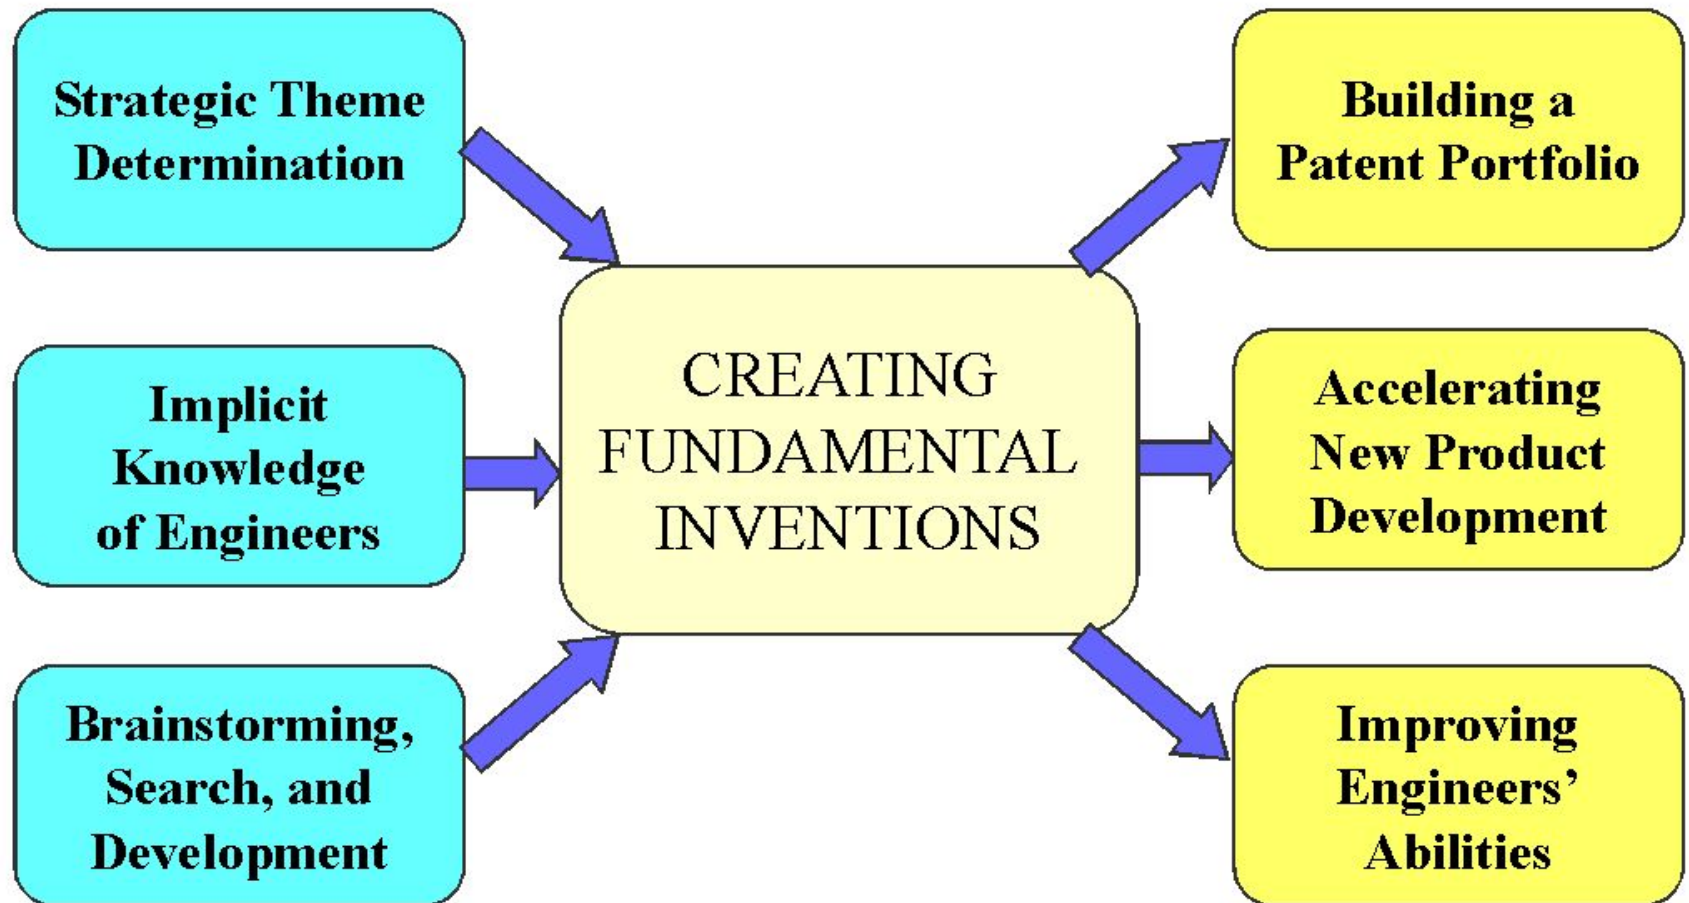 Strategic Theme
Determination
Implicit
Knowledge
of Engineers
Brainstorming,
Search, and
Development
CREATING
FUNDAMENTAL
INVENTIONS
Building a
Patent Portfolio
Accelerating
New Product
Development
Improving
Engineers’
Abilities